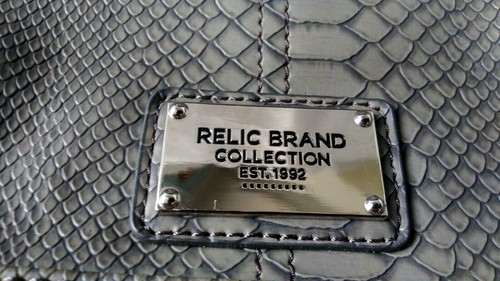 RELIC BRAND
COLLECTION
EST. 1992